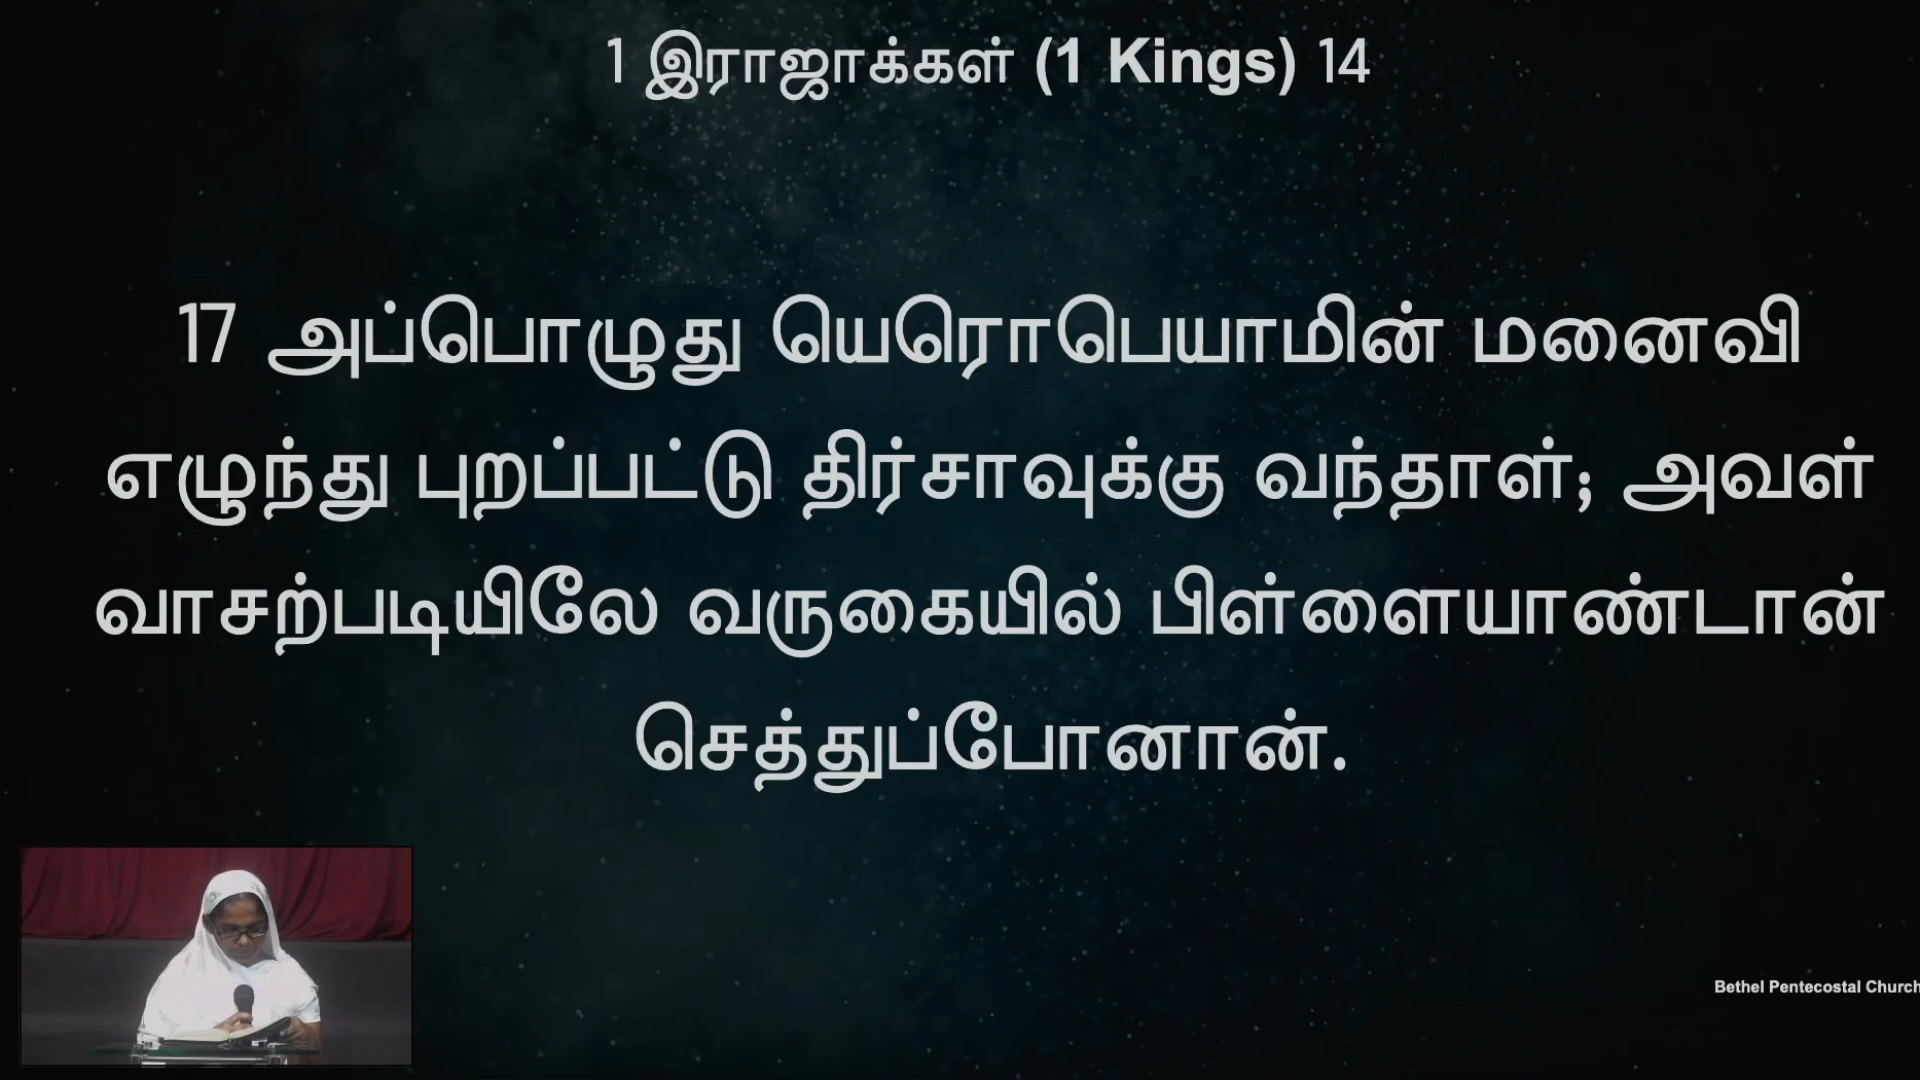 1 இராஜாக்கள் (1 Kings) 14
17 அப்பொழுது யெரொபெயாமின் மனைவி
எழுந்து புறப்பட்டு திர்சாவுக்கு வந்தாள்; அவள்
வாசற்படியிலே வருகையில் பிள்ளையாண்டான்
செத்துப்போனான்.
Bethel Pentecostal Church